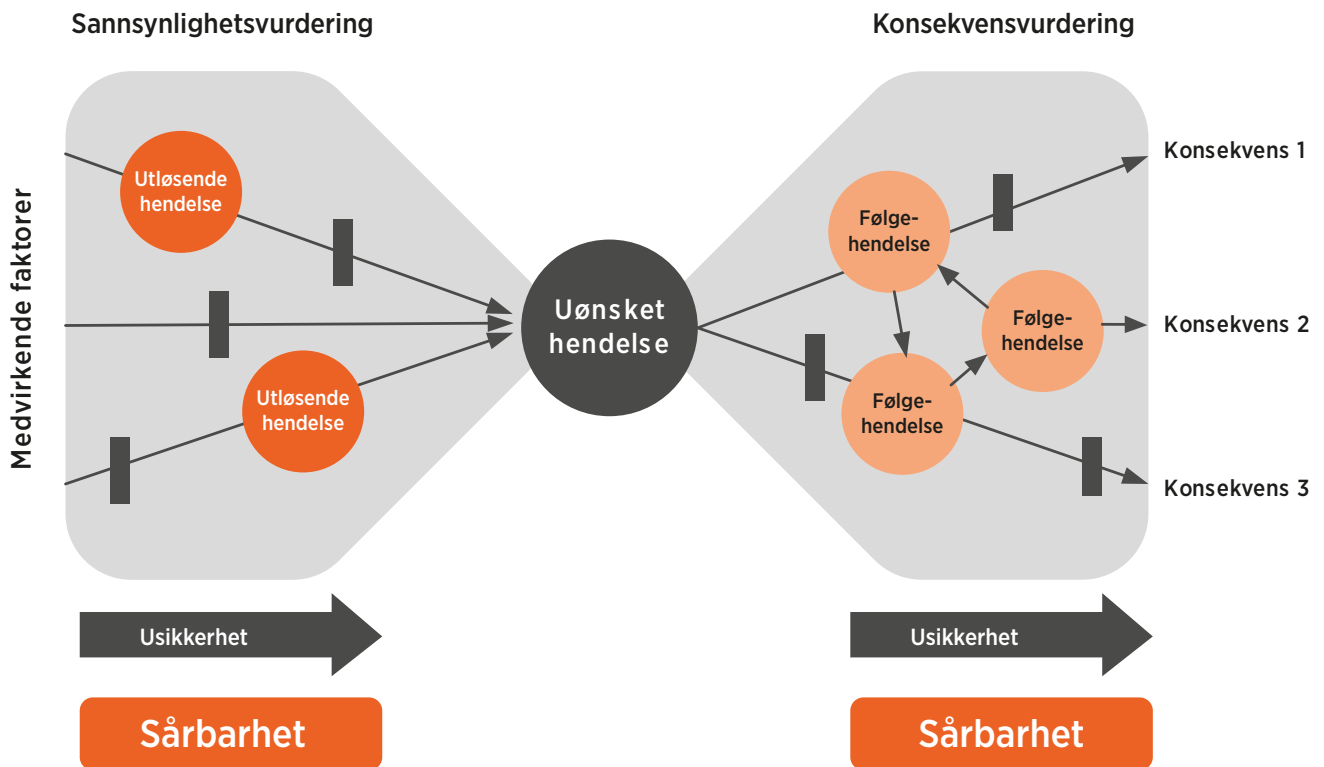 Sannsynlighetsvurdering
Konsekvensvurdering
Medvirkende faktorer
Utløsende
hendelse
Utløsende
hendelse
Uønsket
hendelse
Følge-
hendelse
Følge-
hendelse
Følge-
hendelse
Konsekvens 1
Konsekvens 2
Konsekvens 3
Usikkerhet
Usikkerhet
Sårbarhet
Sårbarhet